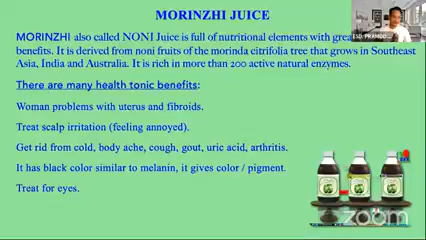 MORINZHI JUICE
MORINZHI also called NONI Juice is full of nutritional elements with grea
benefits. It is derived from noni fruits of the morinda citrifolia tree that grows in Southeast
Asia, India and Australia. It is rich in more than 200 active natural enzymes.
There are many health tonic benefits:
Woman problems with uterus and fibroids.
Treat scalp irritation (feeling annoyed).
Get rid from cold, body ache, cough, gout, uric acid, arthritis.
It has black color similar to melanin, it gives color / pigment.
Treat for eyes.
zoom